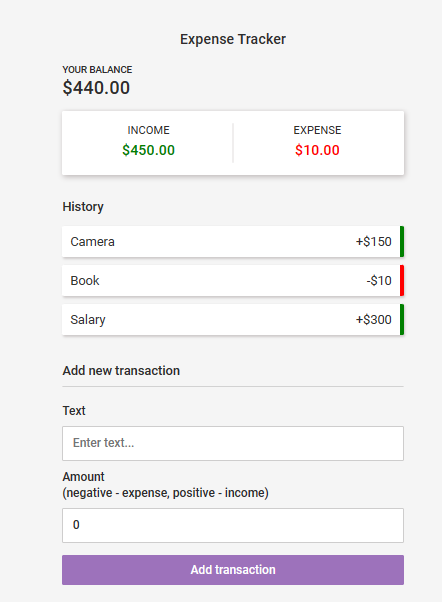 Expense Tracker
YOUR BALANCE
$440.00
INCOME EXPENSE
$450.00 $10.00
History
Camera +$150
Book -$10
Salary +$300
Add new transaction
Text
Enter text...
Amount
(negative - expense, positive - income)
0
Add transaction